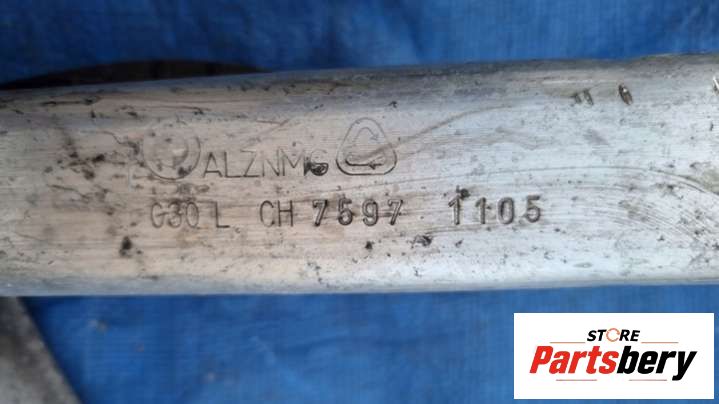 ALZNMG
G30 L CH 7597 1105
STORE
Partsbery